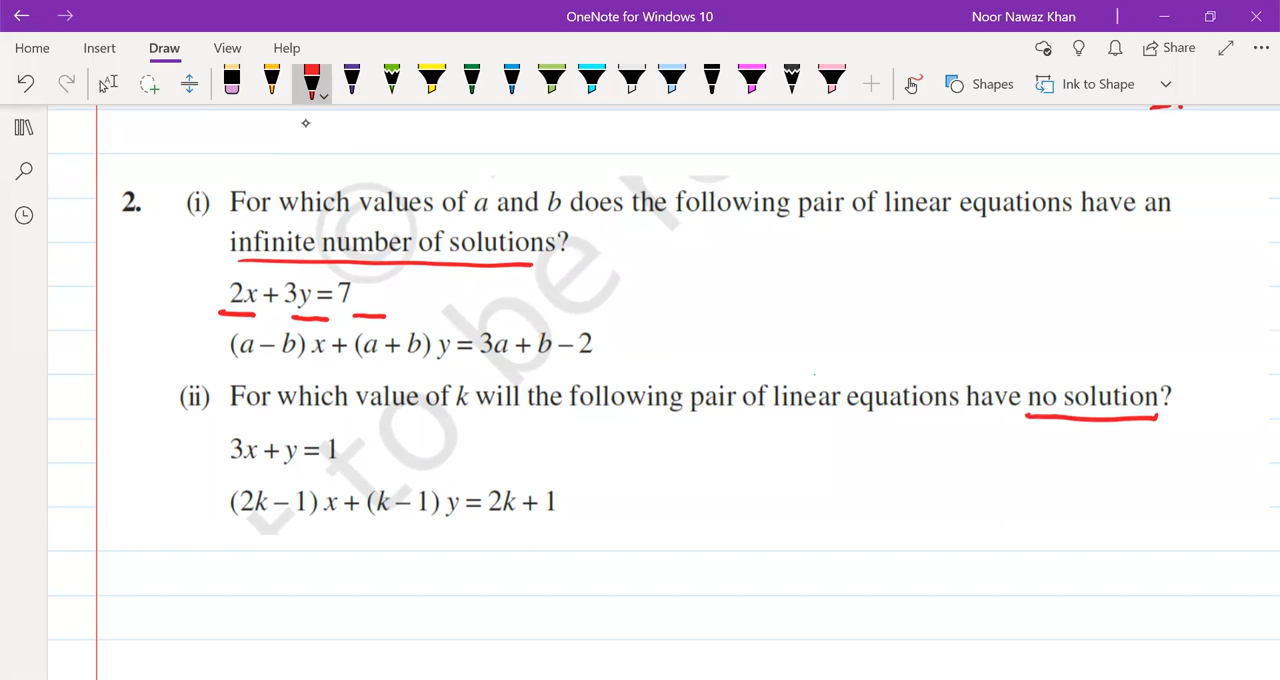 OneNote for Windows 10
Noor Nawaz Khan
Home Insert Draw View Help
Share
Shapes Ink to Shape
2. (i) For which values of a and b does the following pair of linear equations have an
infinite number of solutions?
2x + 3y = 7
(a – b) x + (a + b) y = 3a + b – 2
(ii) For which value of k will the following pair of linear equations have no solution?
3x + y = 1
(2k – 1) x + (k – 1) y = 2k + 1
© to be